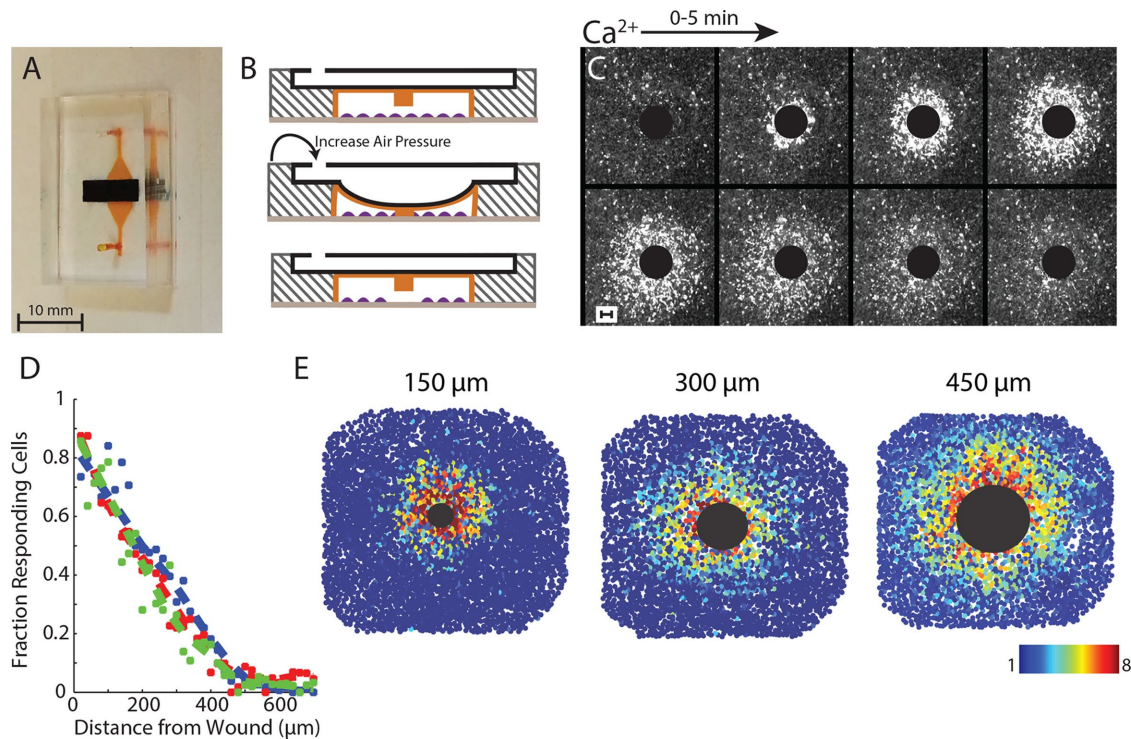 Ca2+
0-5 min
A
B
C
Increase Air Pressure
10 mm
D
E
150 µm
300 µm
450 µm
1
0.8
0.6
0.4
0.2
0
Fraction Responding Cells
0
200
400
600
Distance from Wound (µm)
1
8